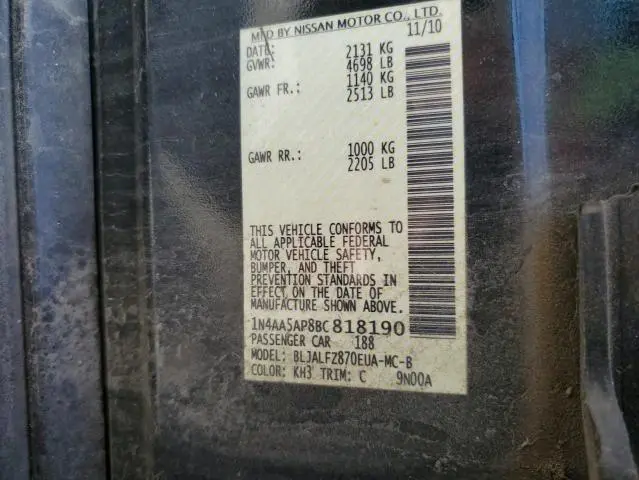 MFD BY NISSAN MOTOR CO., LTD.
DATE: 11/10
GVWR: 2131 KG
4698 LB
GAWR FR.: 1140 KG
2513 LB
GAWR RR.: 1000 KG
2205 LB
THIS VEHICLE CONFORMS TO
ALL APPLICABLE FEDERAL
MOTOR VEHICLE SAFETY,
BUMPER, AND THEFT
PREVENTION STANDARDS IN
EFFECT ON THE DATE OF
MANUFACTURE SHOWN ABOVE.
1N4AA5AP8BC818190
PASSENGER CAR 188
MODEL: BLJALFZ870EUA-MC-B
COLOR: KH3 TRIM: C 9N00A